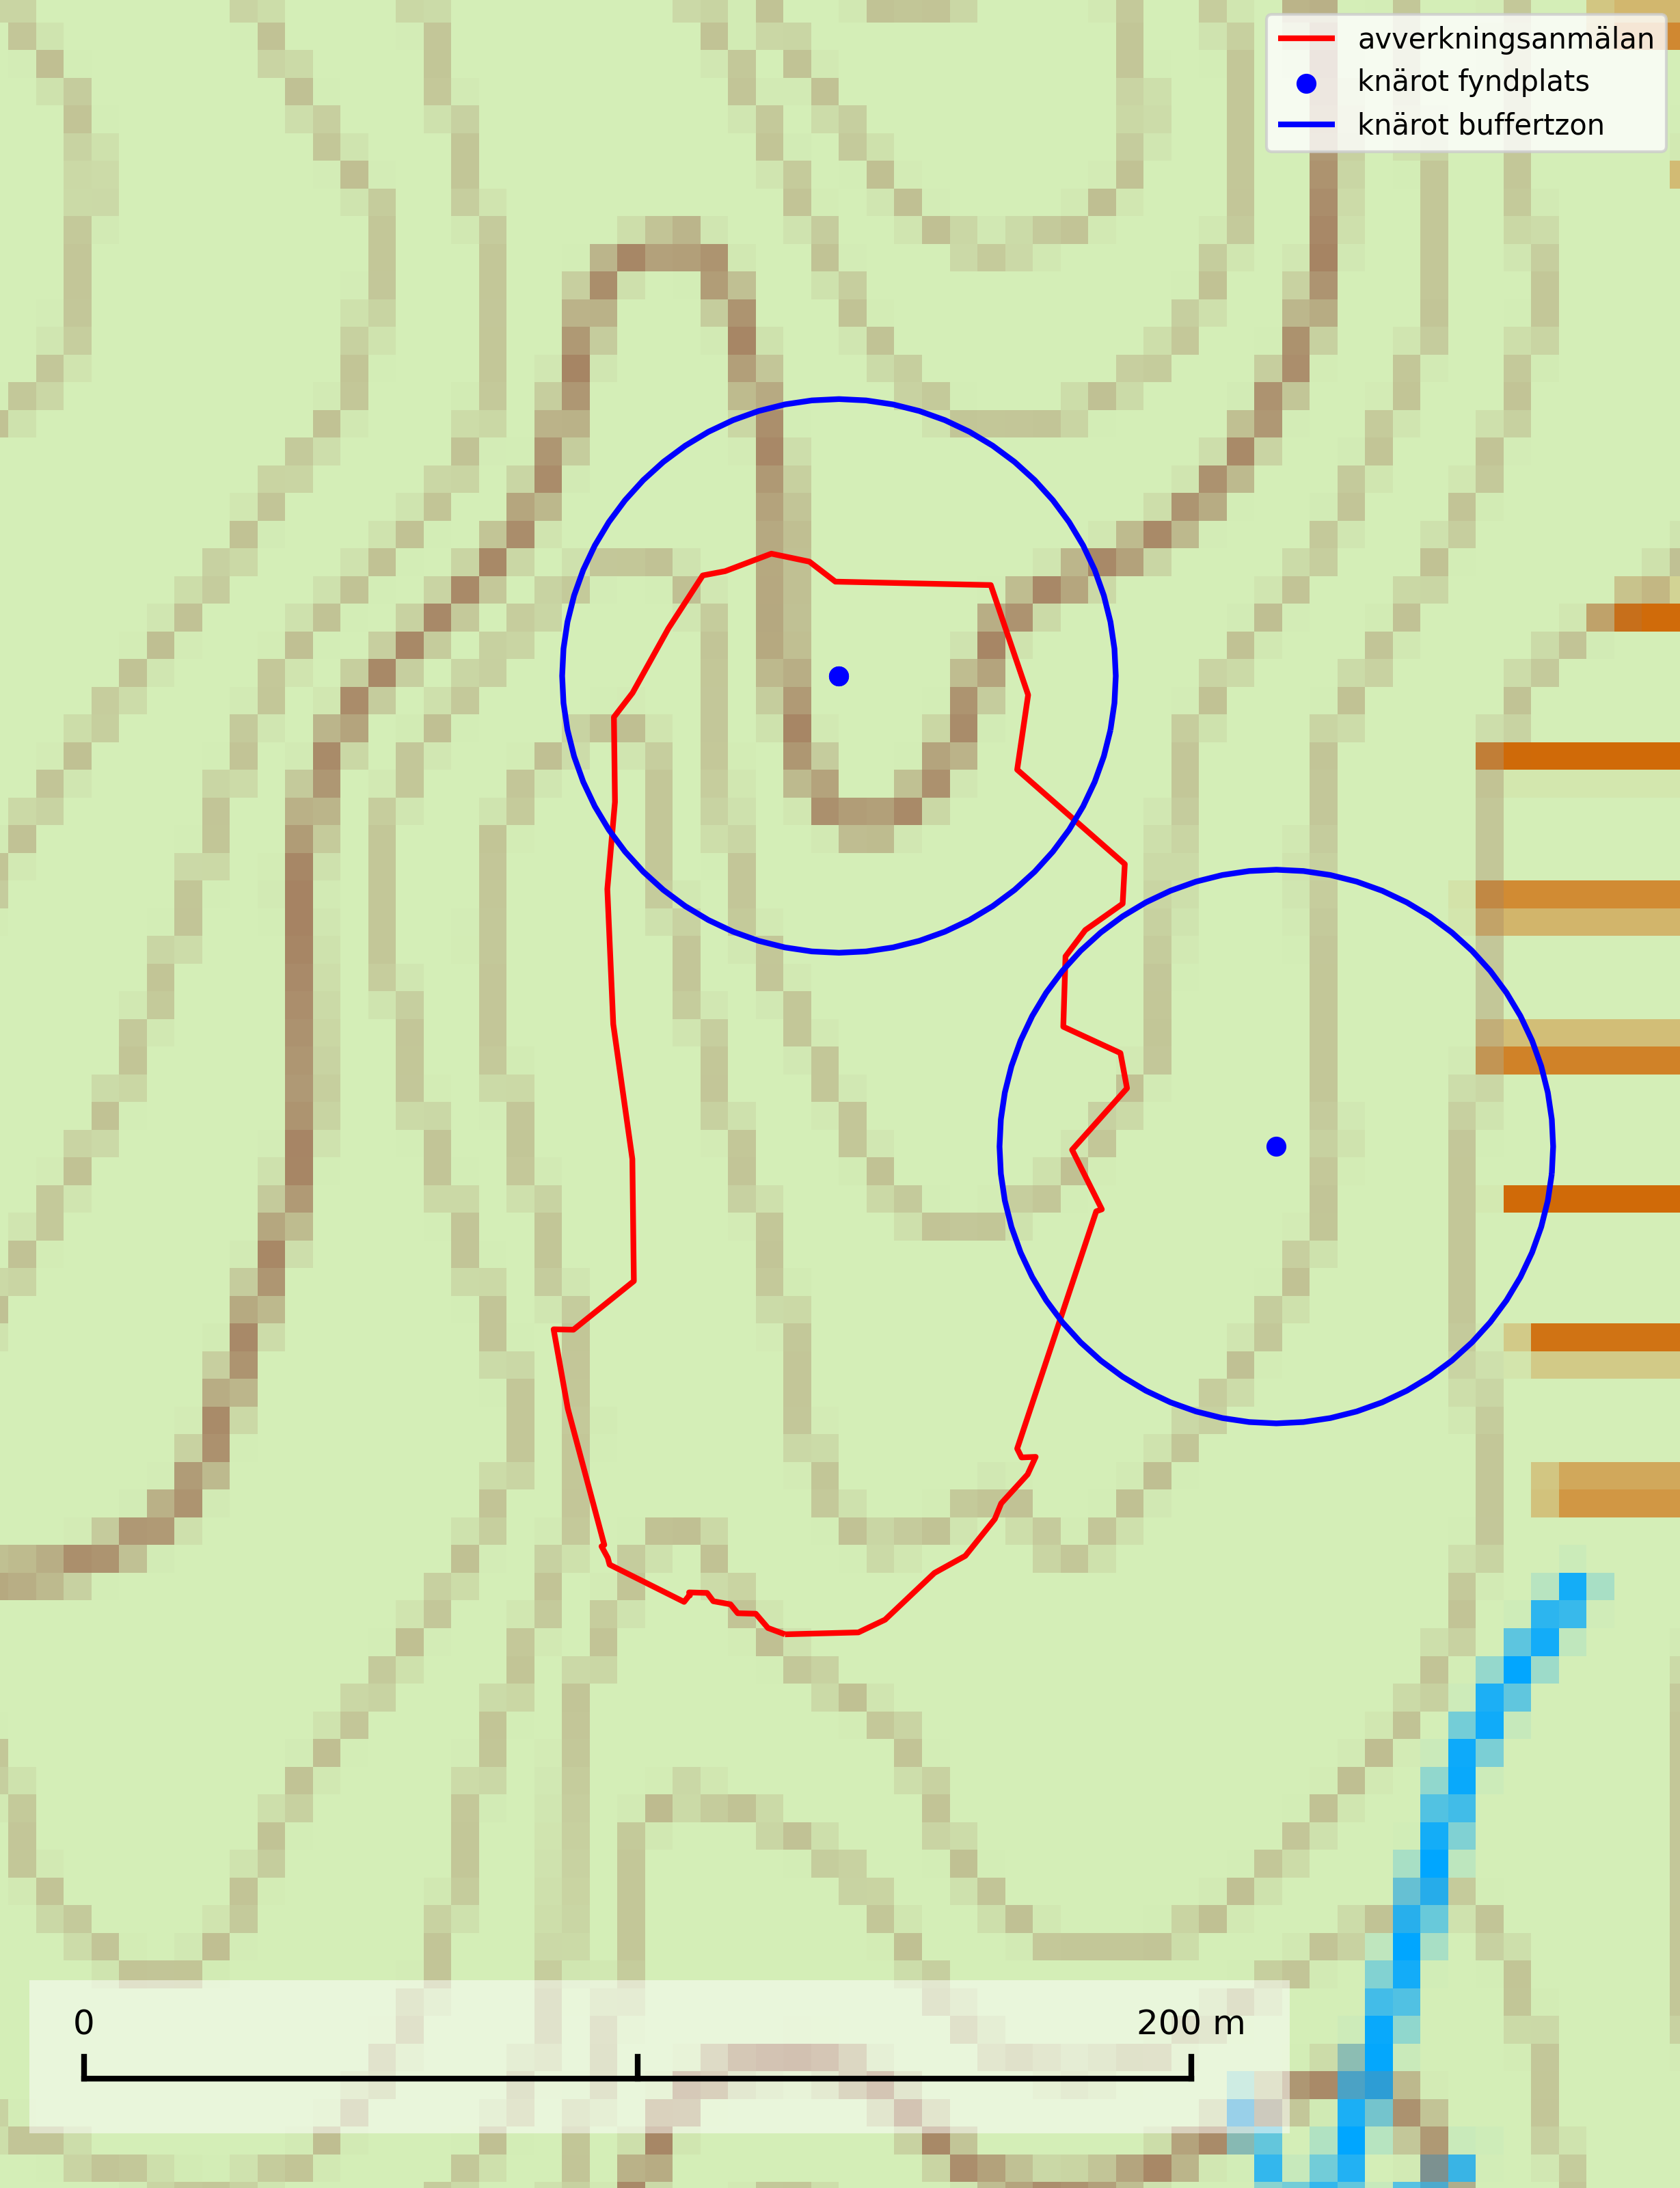 avverkningsanmälan
knärot fyndplats
knärot buffertzon
0
200 m